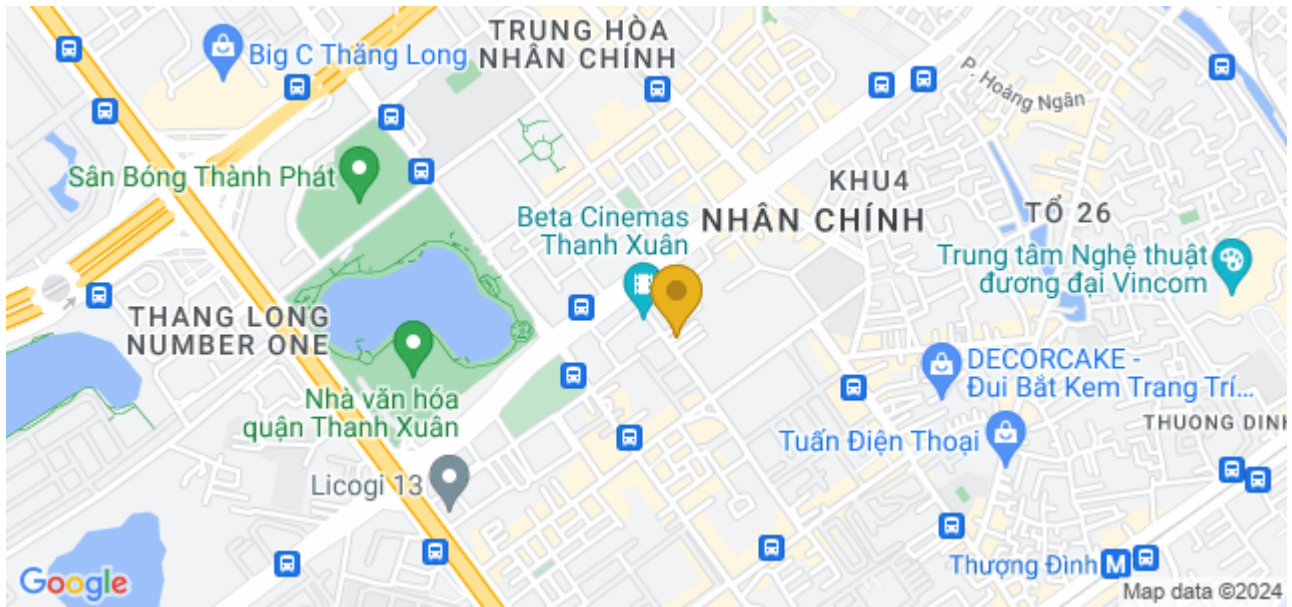 TRUNG HÒA
NHÂN CHÍNH
Big C Thăng Long
P. Hoàng Ngân
Sân Bóng Thành Phát
KHU4
TỔ 26
Beta Cinemas
Thanh Xuân
NHÂN CHÍNH
Trung tâm Nghệ thuật
đương đại Vincom
THANG LONG
NUMBER ONE
DECORCAKE -
Đui Bắt Kem Trang Trí...
Nhà văn hóa
quận Thanh Xuân
THUONG DINH
Tuấn Điện Thoại
Licogi 13
Thượng Đình
M
Google
Map data ©2024